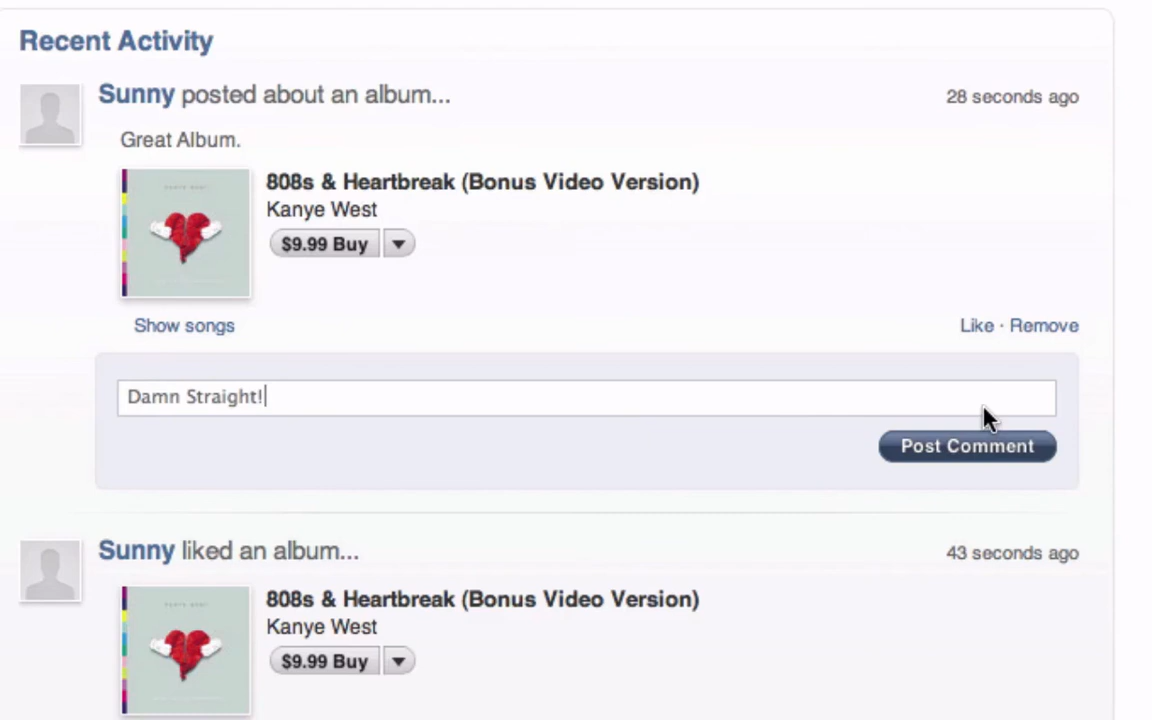 Recent Activity
Sunny posted about an album...
28 seconds ago
Great Album.
808s & Heartbreak (Bonus Video Version)
Kanye West
$9.99 Buy
Show songs
Like · Remove
Damn Straight!
Post Comment
Sunny liked an album...
43 seconds ago
808s & Heartbreak (Bonus Video Version)
Kanye West
$9.99 Buy